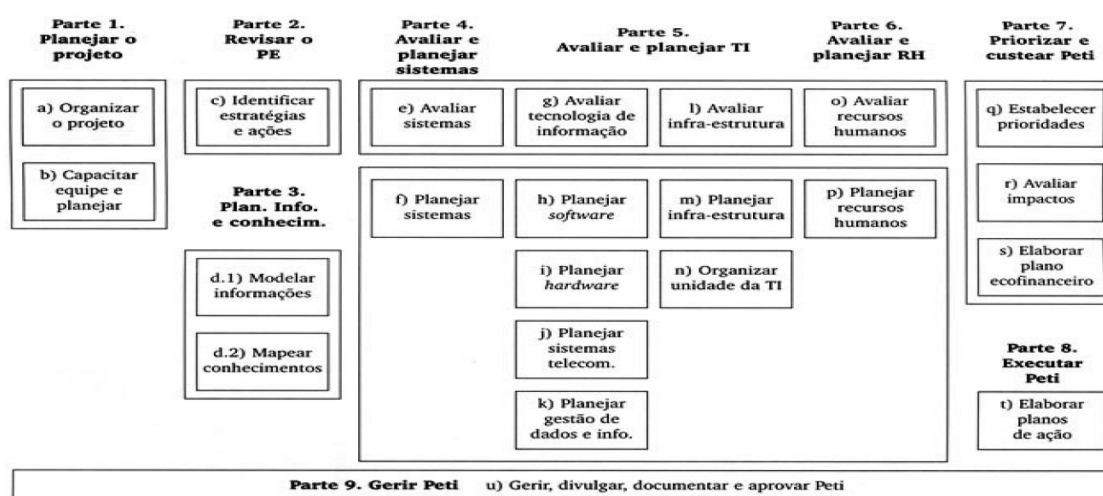 Parte 1.
Planejar o
projeto
a) Organizar
o projeto
b) Capacitar
equipe e
planejar
Parte 2.
Revisar o
PE
c) Identificar
estratégias
e ações
Parte 3.
Plan. Info.
e conhecim.
d.1) Modelar
informações
d.2) Mapear
conhecimentos
Parte 4.
Avaliar e
planejar
sistemas
e) Avaliar
sistemas
f) Planejar
sistemas
Parte 5.
Avaliar e planejar TI
g) Avaliar
tecnologia de
informação
h) Planejar
software
i) Planejar
hardware
j) Planejar
sistemas
telecom.
k) Planejar
gestão de
dados e info.
l) Avaliar
infra-estrutura
m) Planejar
infra-estrutura
n) Organizar
unidade da TI
Parte 6.
Avaliar e
planejar RH
o) Avaliar
recursos
humanos
p) Planejar
recursos
humanos
Parte 7.
Priorizar e
custear Peti
q) Estabelecer
prioridades
r) Avaliar
impactos
s) Elaborar
plano
ecofinanceiro
Parte 8.
Executar
Peti
t) Elaborar
planos
de ação
Parte 9. Gerir Peti u) Gerir, divulgar, documentar e aprovar Peti